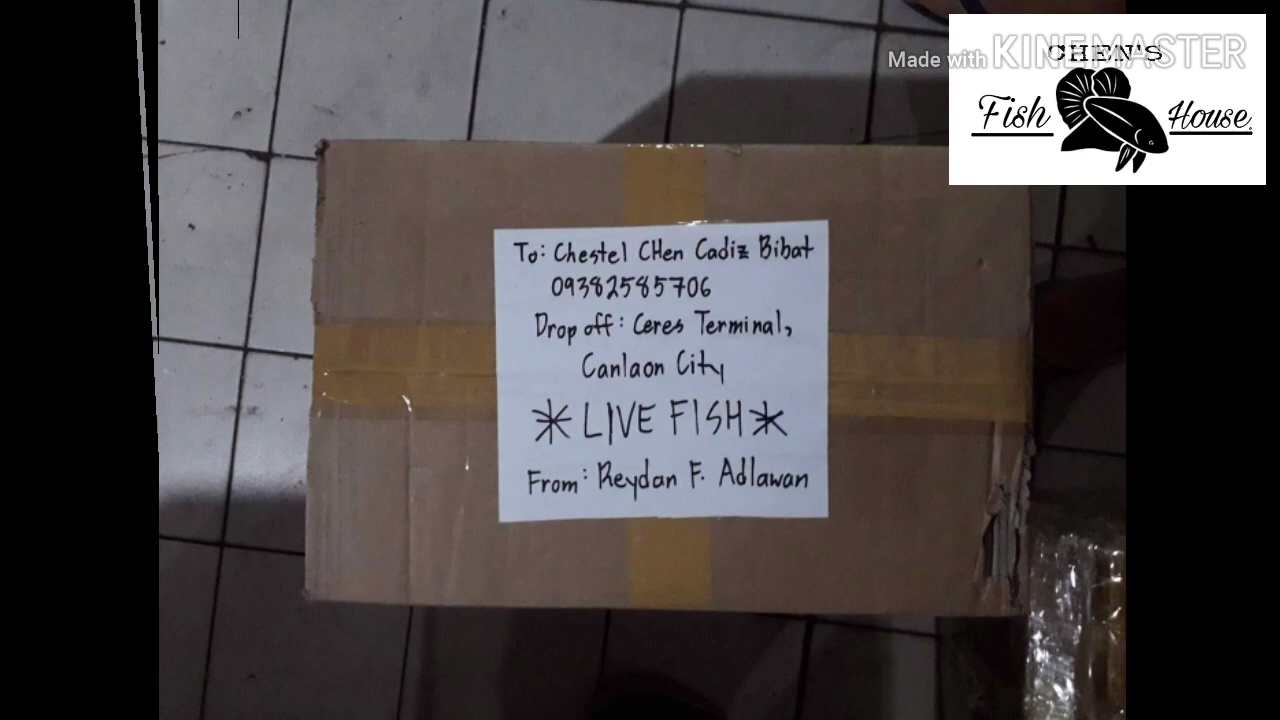 Made with KINEMASTER
CHEN'S
Fish House
To: Chestel CHen Cadiz Bibat
09382585706
Drop off: Ceres Terminal,
Canlaon City
* LIVE FISH *
From: Reydan F. Adlawan